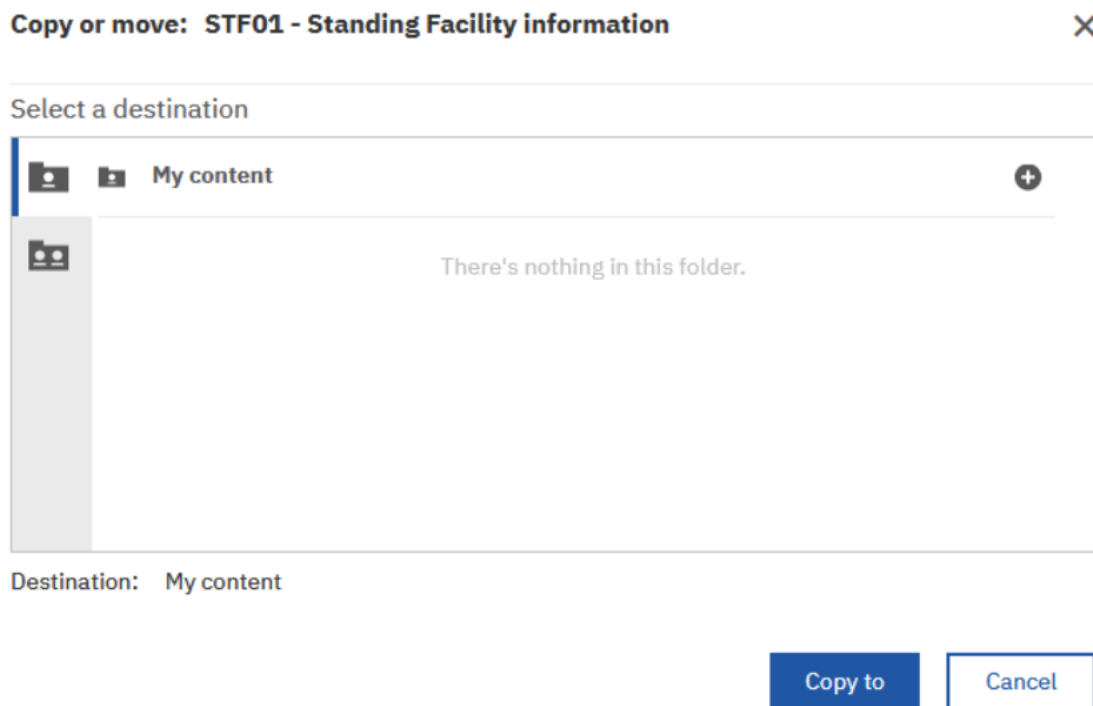 Copy or move: STF01 - Standing Facility information
Select a destination
My content
There's nothing in this folder.
Destination: My content
Copy to
Cancel